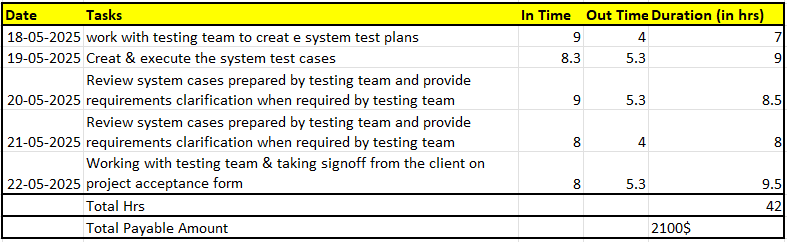 Date Tasks In Time Out Time Duration (in hrs)
18-05-2025 work with testing team to creat e system test plans 9 4 7
19-05-2025 Creat & execute the system test cases 8.3 5.3 9
Review system cases prepared by testing team and provide
20-05-2025 requirements clarification when required by testing team 9 5.3 8.5
Review system cases prepared by testing team and provide
21-05-2025 requirements clarification when required by testing team 8 4 8
Working with testing team & taking signoff from the client on
22-05-2025 project acceptance form 8 5.3 9.5
Total Hrs 42
Total Payable Amount 2100$